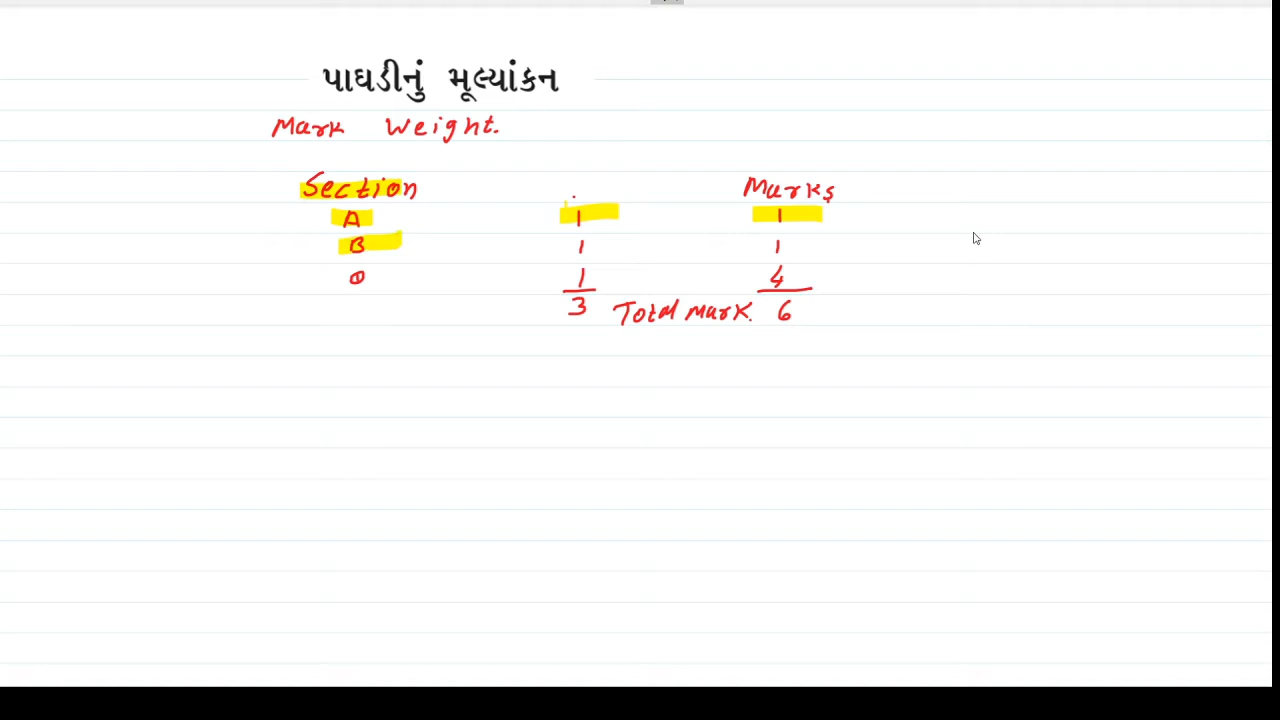 પાઘડીનું મૂલ્યાંકન
Mark Weight.
Section Marks
A 1 1
B 1 1
D 1 4
3 Total mark. 6